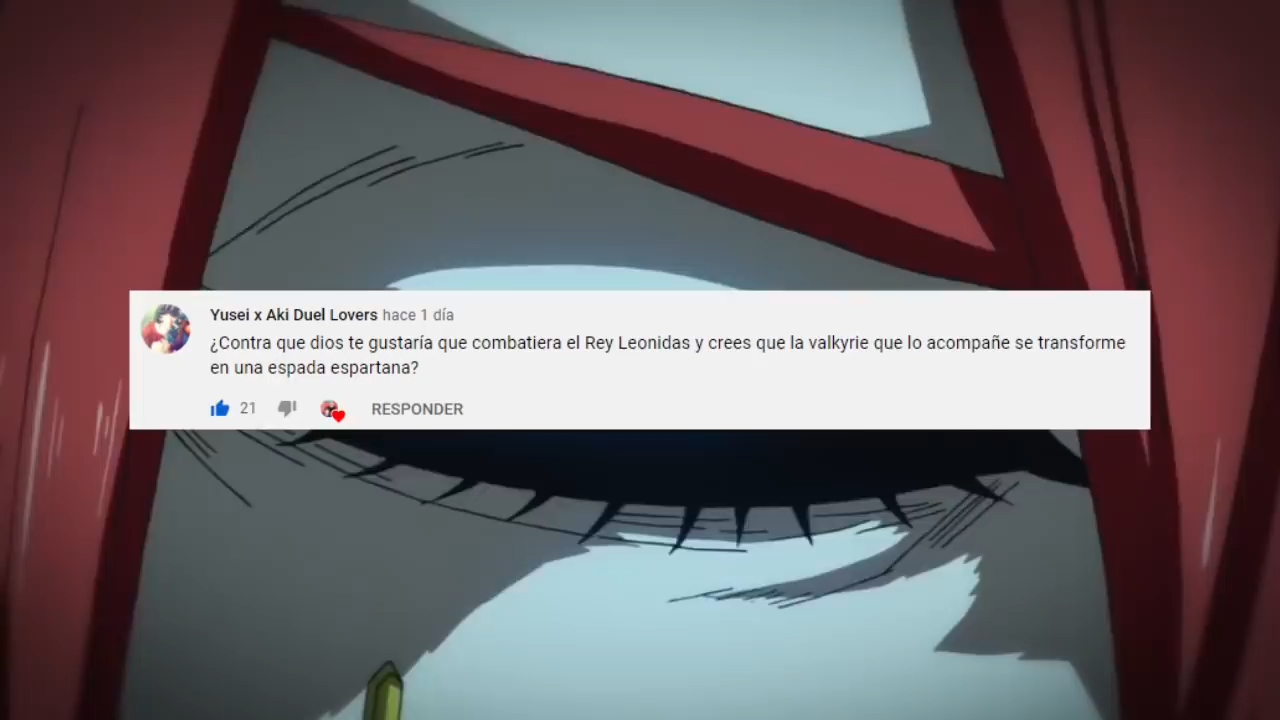 Yusei x Aki Duel Lovers hace 1 día
¿Contra que dios te gustaría que combatiera el Rey Leonidas y crees que la valkyrie que lo acompañe se transforme
en una espada espartana?
21 RESPONDER